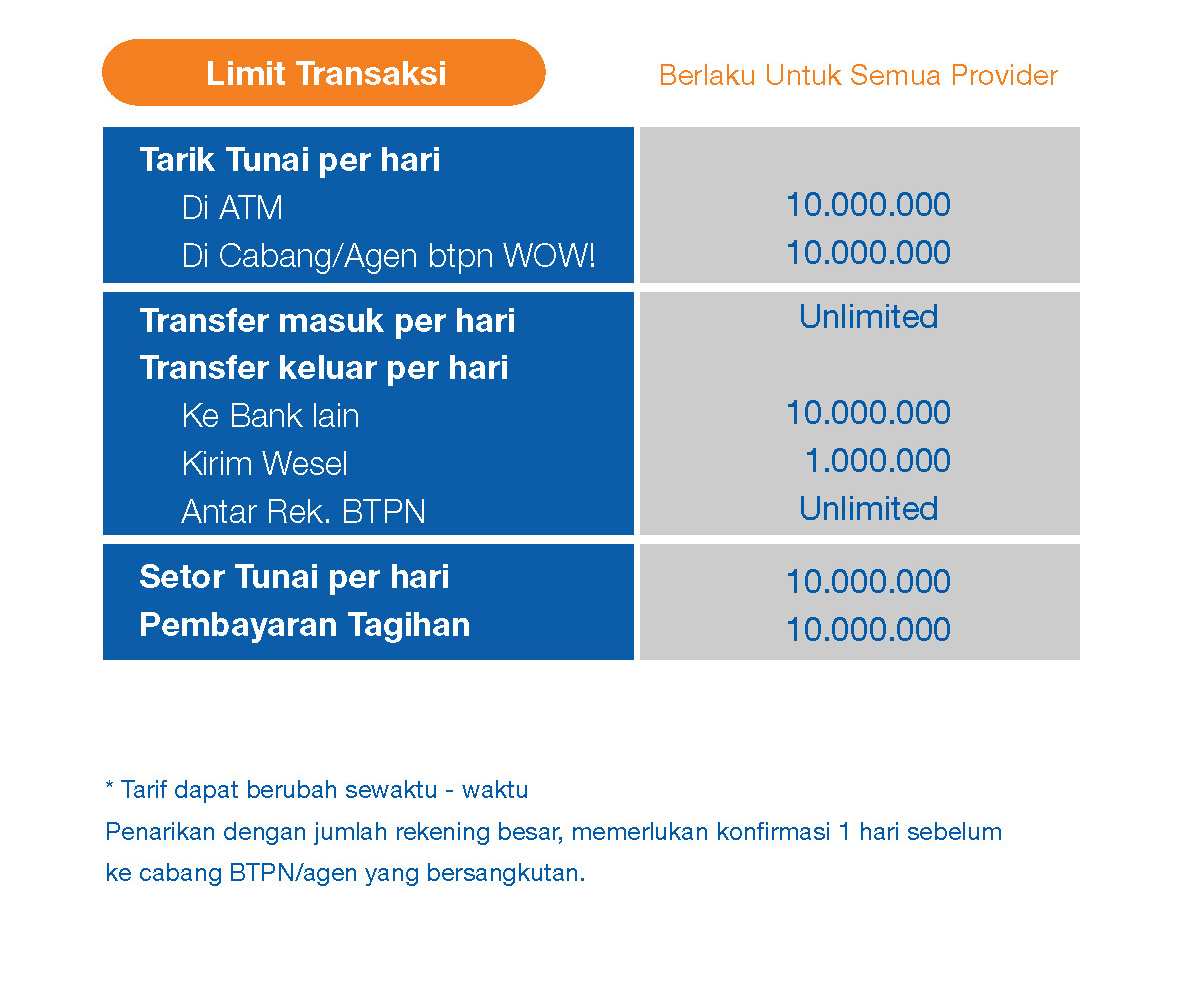 Limit Transaksi Berlaku Untuk Semua Provider
Tarik Tunai per hari
Di ATM 10.000.000
Di Cabang/Agen btpn WOW! 10.000.000
Transfer masuk per hari Unlimited
Transfer keluar per hari
Ke Bank lain 10.000.000
Kirim Wesel 1.000.000
Antar Rek. BTPN Unlimited
Setor Tunai per hari 10.000.000
Pembayaran Tagihan 10.000.000
* Tarif dapat berubah sewaktu - waktu
Penarikan dengan jumlah rekening besar, memerlukan konfirmasi 1 hari sebelum
ke cabang BTPN/agen yang bersangkutan.